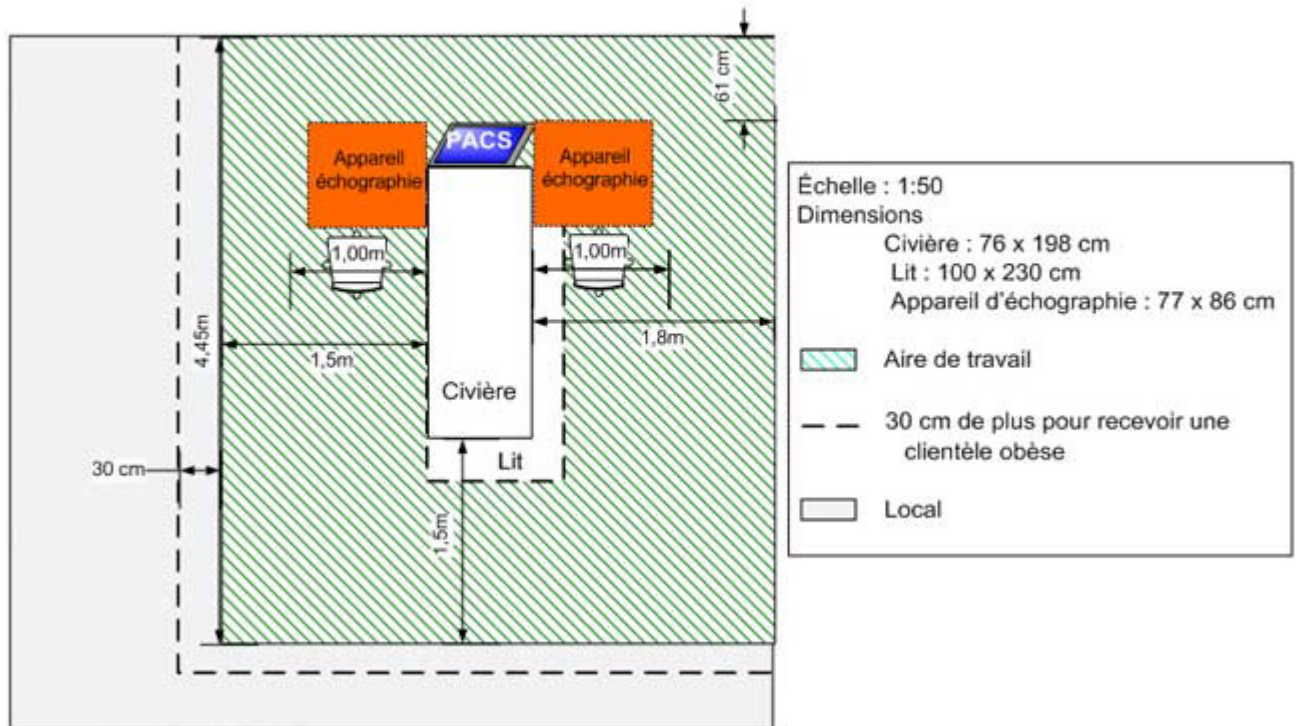 61 cm
PACS
Appareil
échographie
Appareil
échographie
1,00m
1,00m
4,45m
1,5m
1,8m
Civière
Lit
30 cm
1,5m
Échelle : 1:50
Dimensions
Civière : 76 x 198 cm
Lit : 100 x 230 cm
Appareil d'échographie : 77 x 86 cm
Aire de travail
30 cm de plus pour recevoir une
clientèle obèse
Local